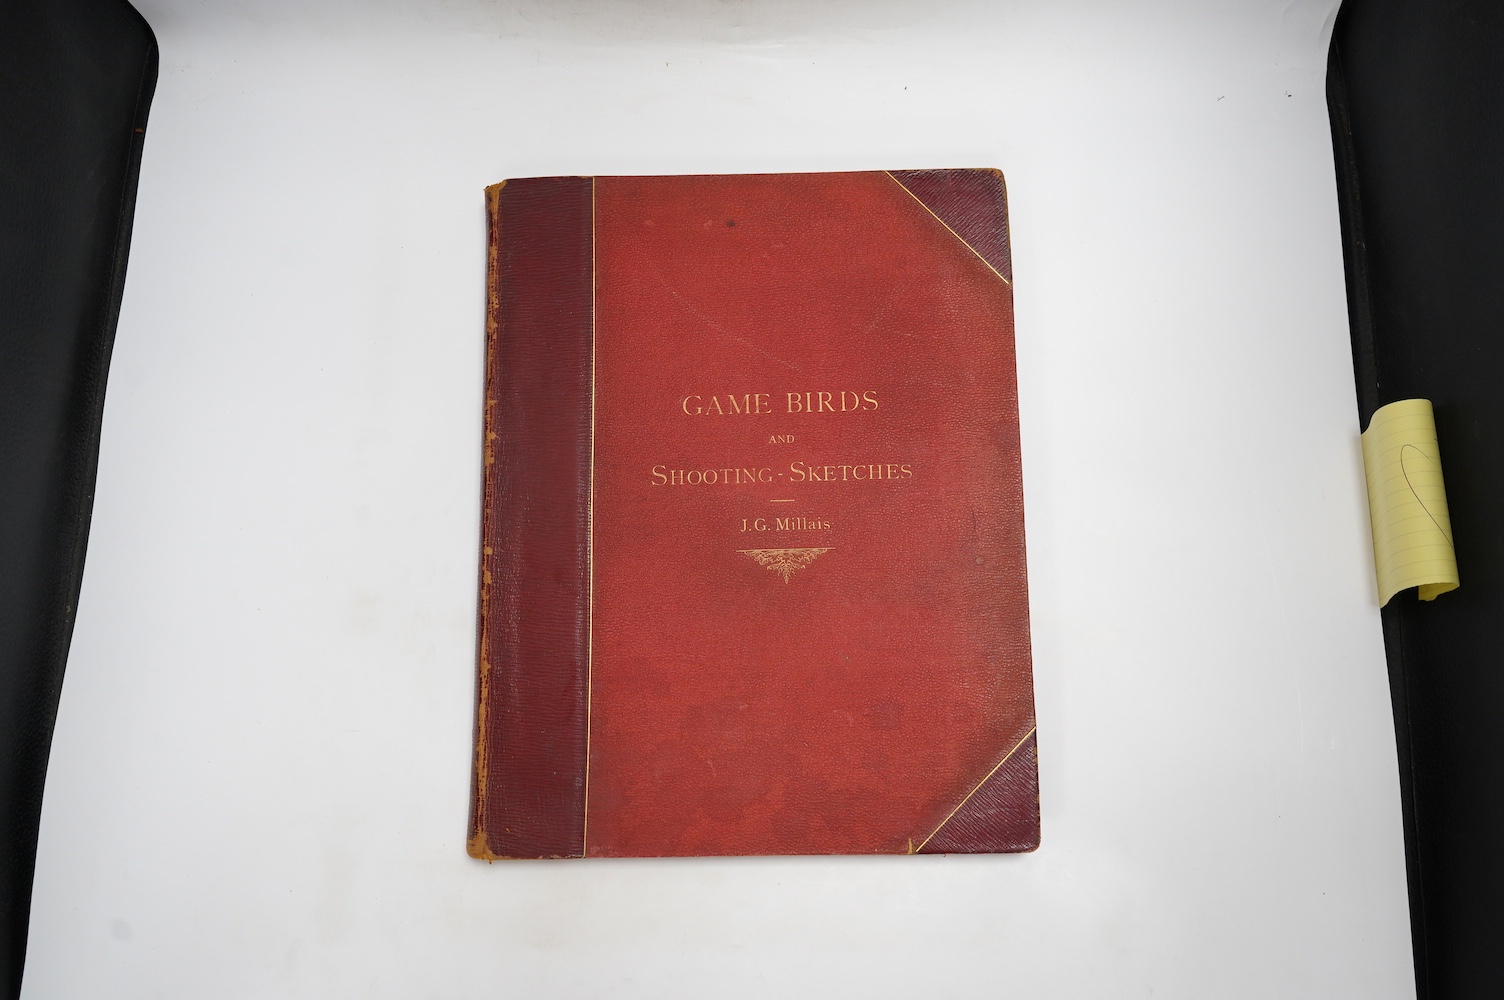 GAME BIRDS
AND
SHOOTING-SKETCHES
J.G. Millais